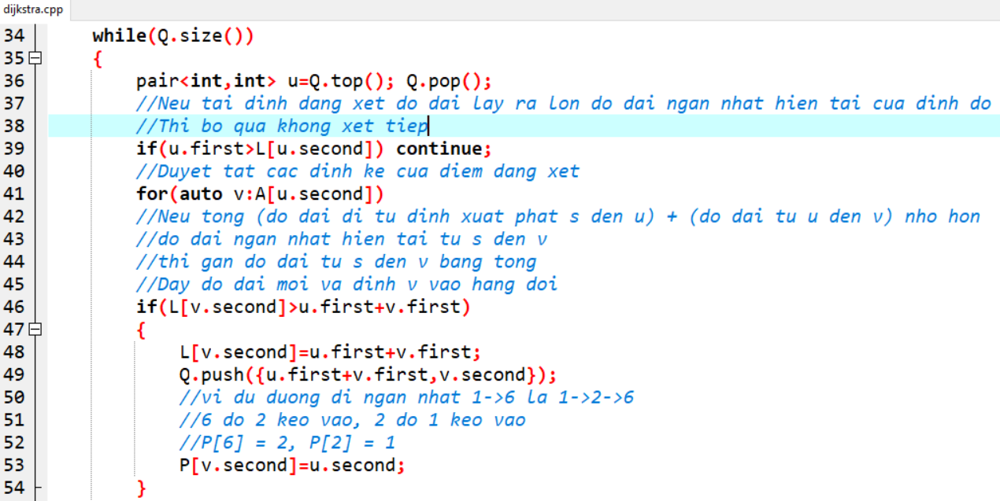 dijkstra.cpp
34 while(Q.size())
35 {
36 pair<int,int> u=Q.top(); Q.pop();
37 //Neu tai dinh dang xet do dai lay ra lon do dai ngan nhat hien tai cua dinh do
38 //Thi bo qua khong xet tiep
39 if(u.first>L[u.second]) continue;
40 //Duyet tat cac dinh ke cua diem dang xet
41 for(auto v:A[u.second])
42 //Neu tong (do dai di tu dinh xuat phat s den u) + (do dai tu u den v) nho hon
43 //do dai ngan nhat hien tai tu s den v
44 //thi gan do dai tu s den v bang tong
45 //Day do dai moi va dinh v vao hang doi
46 if(L[v.second]>u.first+v.first)
47 {
48 L[v.second]=u.first+v.first;
49 Q.push({u.first+v.first,v.second});
50 //vi du duong di ngan nhat 1->6 la 1->2->6
51 //6 do 2 keo vao, 2 do 1 keo vao
52 //P[6] = 2, P[2] = 1
53 P[v.second]=u.second;
54 }